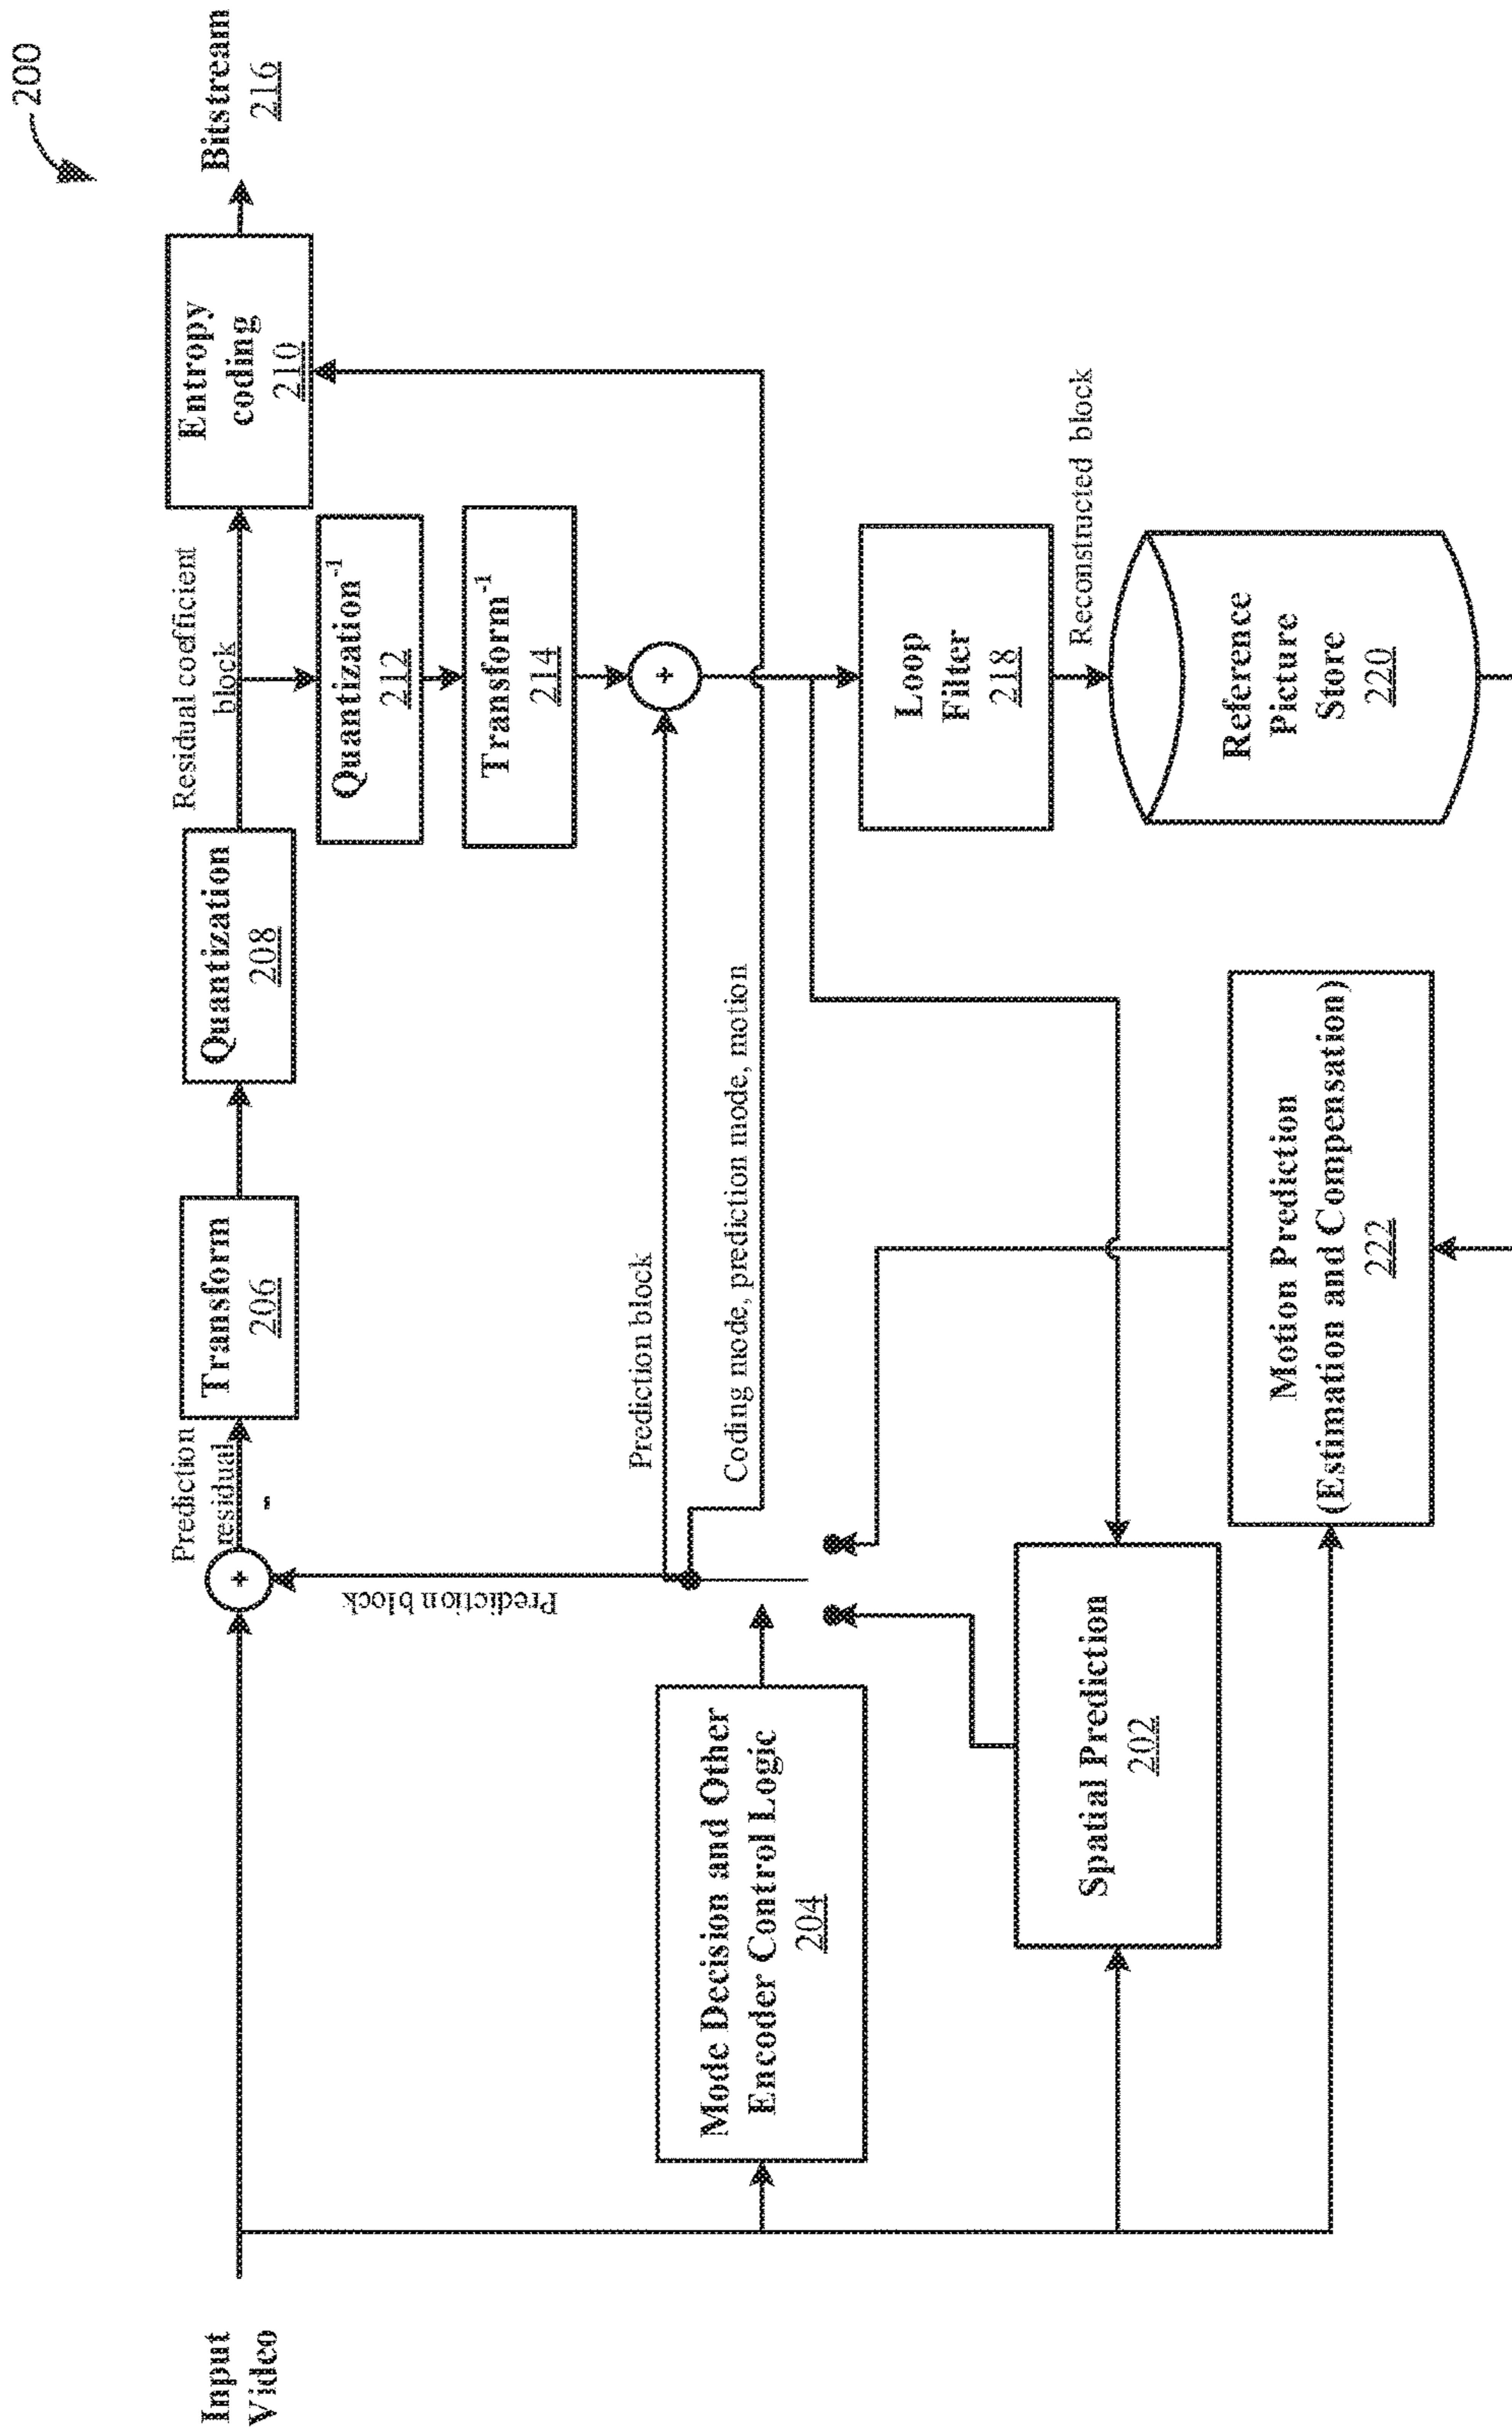 200
Input
Video
Prediction
residual
-
+
Transform
206
Quantization
208
Residual coefficient
block
Entropy
coding
210
Bitstream
216
Quantization-1
212
Transform-1
214
+
Prediction block
Prediction block
Coding mode, prediction mode, motion
Mode Decision and Other
Encoder Control Logic
204
Spatial Prediction
202
Loop
Filter
218
Reconstructed block
Motion Prediction
(Estimation and Compensation)
222
Reference
Picture
Store
220